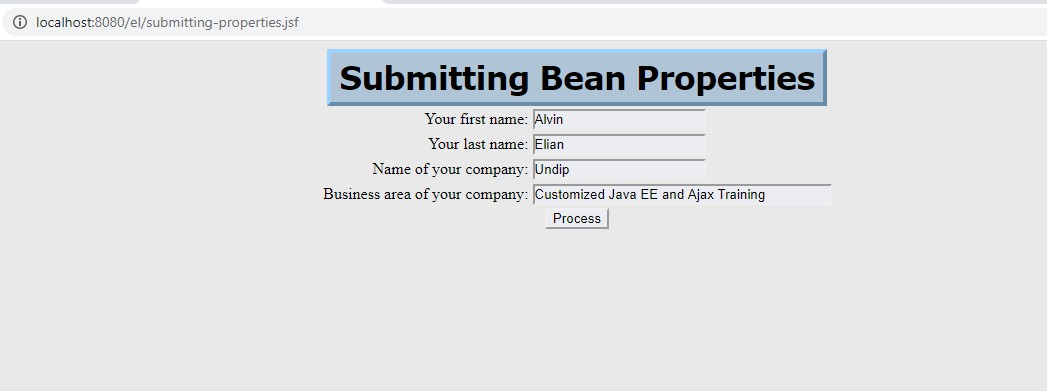 localhost:8080/el/submitting-properties.jsf
Submitting Bean Properties
Your first name: Alvin
Your last name: Elian
Name of your company: Undip
Business area of your company: Customized Java EE and Ajax Training
Process